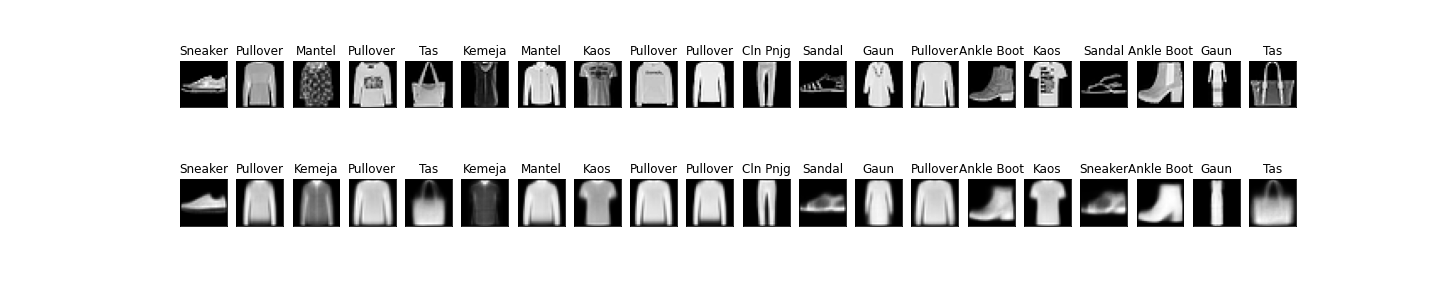 Sneaker Pullover Mantel Pullover Tas Kemeja Mantel Kaos Pullover Pullover Cln Pnjg Sandal Gaun Pullover Ankle Boot Kaos Sandal Ankle Boot Gaun Tas
Sneaker Pullover Kemeja Pullover Tas Kemeja Mantel Kaos Pullover Pullover Cln Pnjg Sandal Gaun Pullover Ankle Boot Kaos Sneaker Ankle Boot Gaun Tas